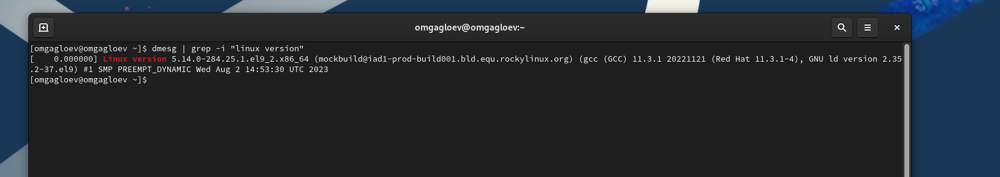 omgagloev@omgagloev:~
[omgagloev@omgagloev ~]$ dmesg | grep -i "linux version"
[    0.000000] Linux version 5.14.0-284.25.1.el9_2.x86_64 (mockbuild@iad1-prod-build001.bld.equ.rockylinux.org) (gcc (GCC) 11.3.1 20221121 (Red Hat 11.3.1-4), GNU ld version 2.35
.2-37.el9) #1 SMP PREEMPT_DYNAMIC Wed Aug 2 14:53:30 UTC 2023
[omgagloev@omgagloev ~]$